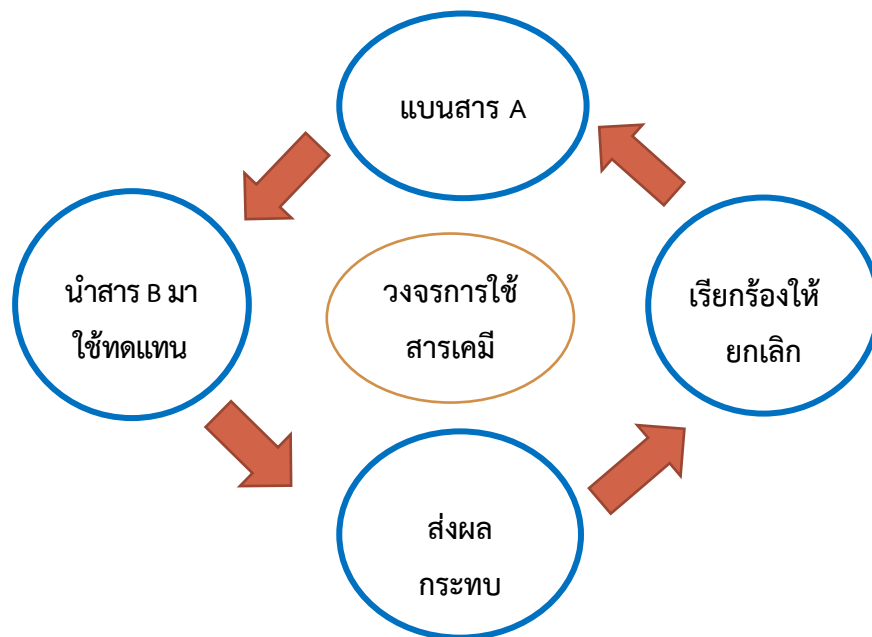 แบนสาร A
นำสาร B มา
ใช้ทดแทน
วงจรการใช้
สารเคมี
เรียกร้องให้
ยกเลิก
ส่งผล
กระทบ